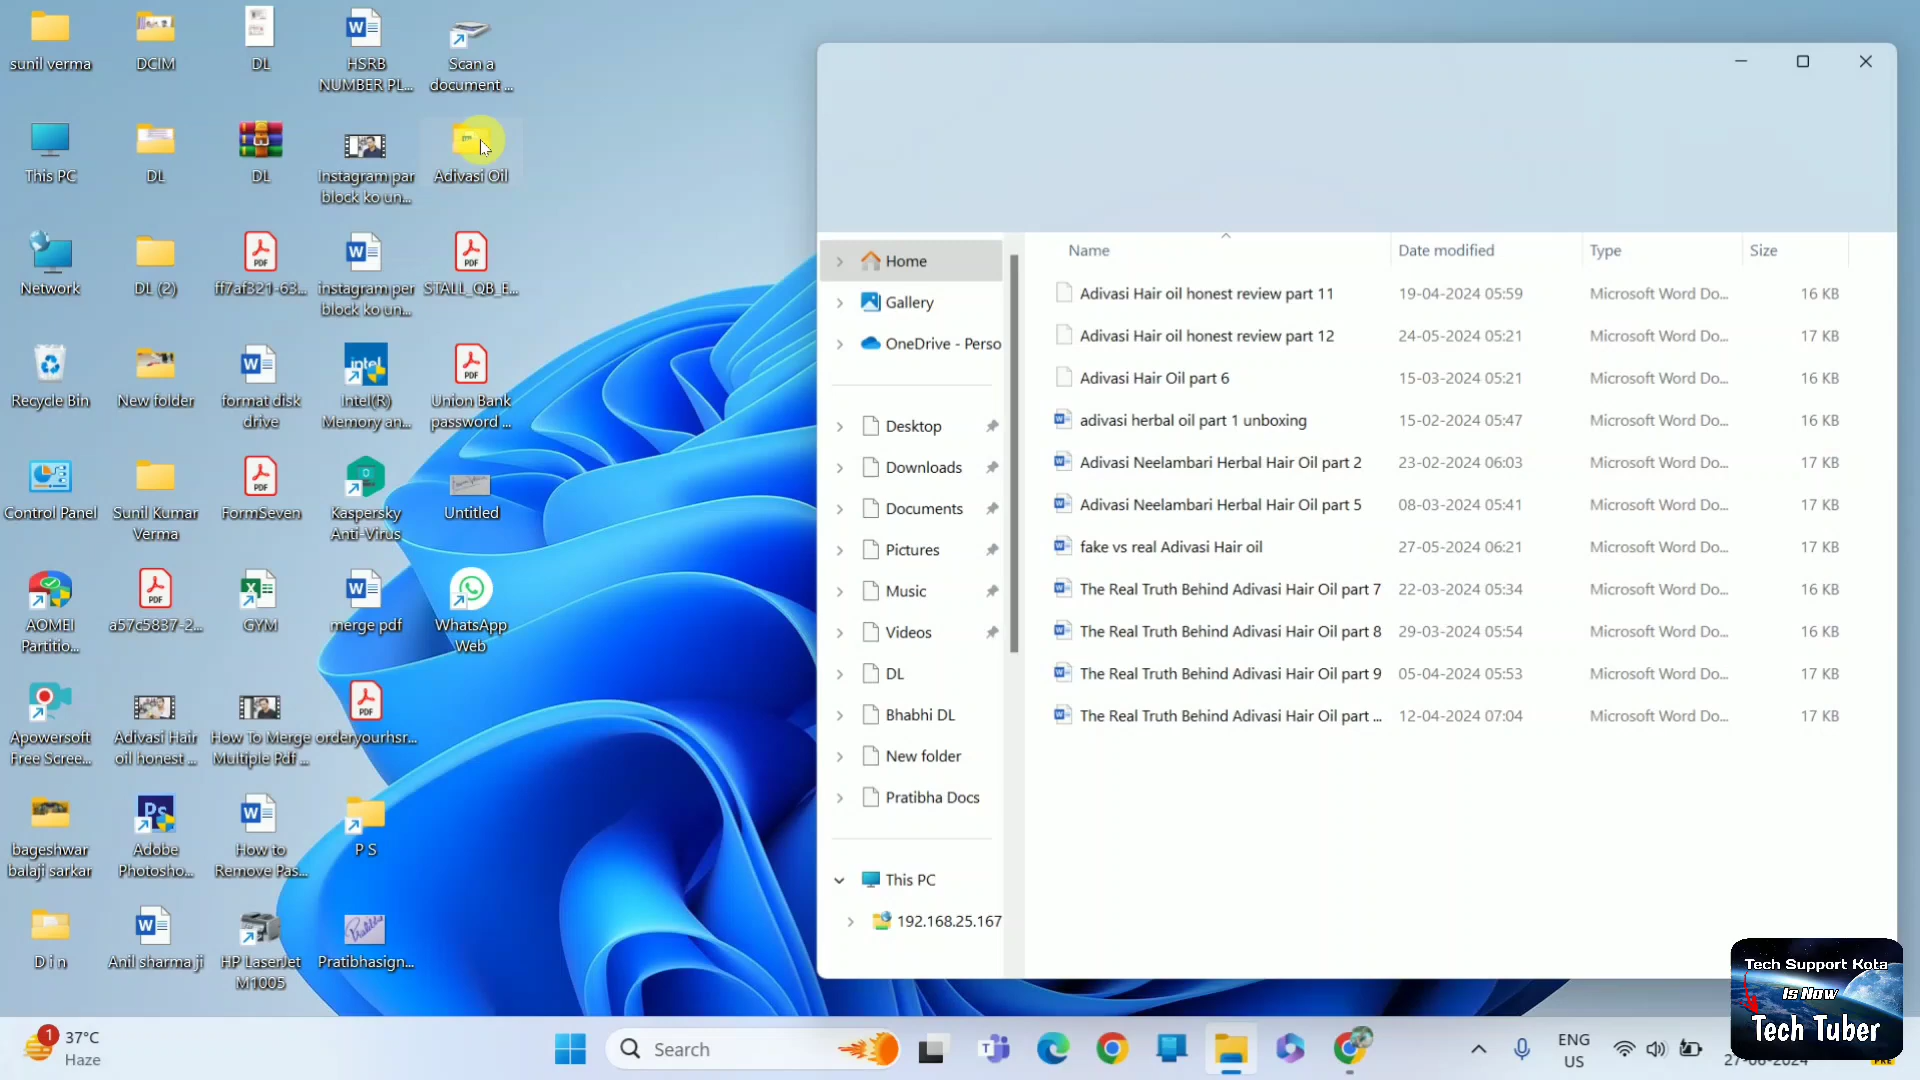 sunil verma
DCIM
DL
HSRB
NUMBER PL...
Scan a
document ...
This PC
DL
DL
Instagram par
block ko un...
Adivasi Oil
Network
DL (2)
ff7af321-63...
instagram per
block ko un...
STALL_QB_E...
Recycle Bin
New folder
format disk
drive
Intel(R)
Memory an...
Union Bank
password ...
Control Panel
Sunil Kumar
Verma
FormSeven
Kaspersky
Anti-Virus
Untitled
AOMEI
Partitio...
a57c5837-2...
GYM
merge pdf
WhatsApp
Web
Apowersoft
Free Scree...
Adivasi Hair
oil honest ...
How To Merge
Multiple Pdf ...
orderyourhsr...
bageshwar
balaji sarkar
Adobe
Photosho...
How to
Remove Pas...
P S
D i n
Anil sharma ji
HP LaserJet
M1005
Pratibhasign...
Home
Gallery
OneDrive - Perso
Desktop
Downloads
Documents
Pictures
Music
Videos
DL
Bhabhi DL
New folder
Pratibha Docs
This PC
192.168.25.167
Name Date modified Type Size
Adivasi Hair oil honest review part 11 19-04-2024 05:59 Microsoft Word Do... 16 KB
Adivasi Hair oil honest review part 12 24-05-2024 05:21 Microsoft Word Do... 17 KB
Adivasi Hair Oil part 6 15-03-2024 05:21 Microsoft Word Do... 16 KB
adivasi herbal oil part 1 unboxing 15-02-2024 05:47 Microsoft Word Do... 16 KB
Adivasi Neelambari Herbal Hair Oil part 2 23-02-2024 06:03 Microsoft Word Do... 17 KB
Adivasi Neelambari Herbal Hair Oil part 5 08-03-2024 05:41 Microsoft Word Do... 17 KB
fake vs real Adivasi Hair oil 27-05-2024 06:21 Microsoft Word Do... 17 KB
The Real Truth Behind Adivasi Hair Oil part 7 22-03-2024 05:34 Microsoft Word Do... 16 KB
The Real Truth Behind Adivasi Hair Oil part 8 29-03-2024 05:54 Microsoft Word Do... 16 KB
The Real Truth Behind Adivasi Hair Oil part 9 05-04-2024 05:53 Microsoft Word Do... 17 KB
The Real Truth Behind Adivasi Hair Oil part ... 12-04-2024 07:04 Microsoft Word Do... 17 KB
Tech Support Kota
Is Now
Tech Tuber
1
37°C
Haze
Search
ENG
US